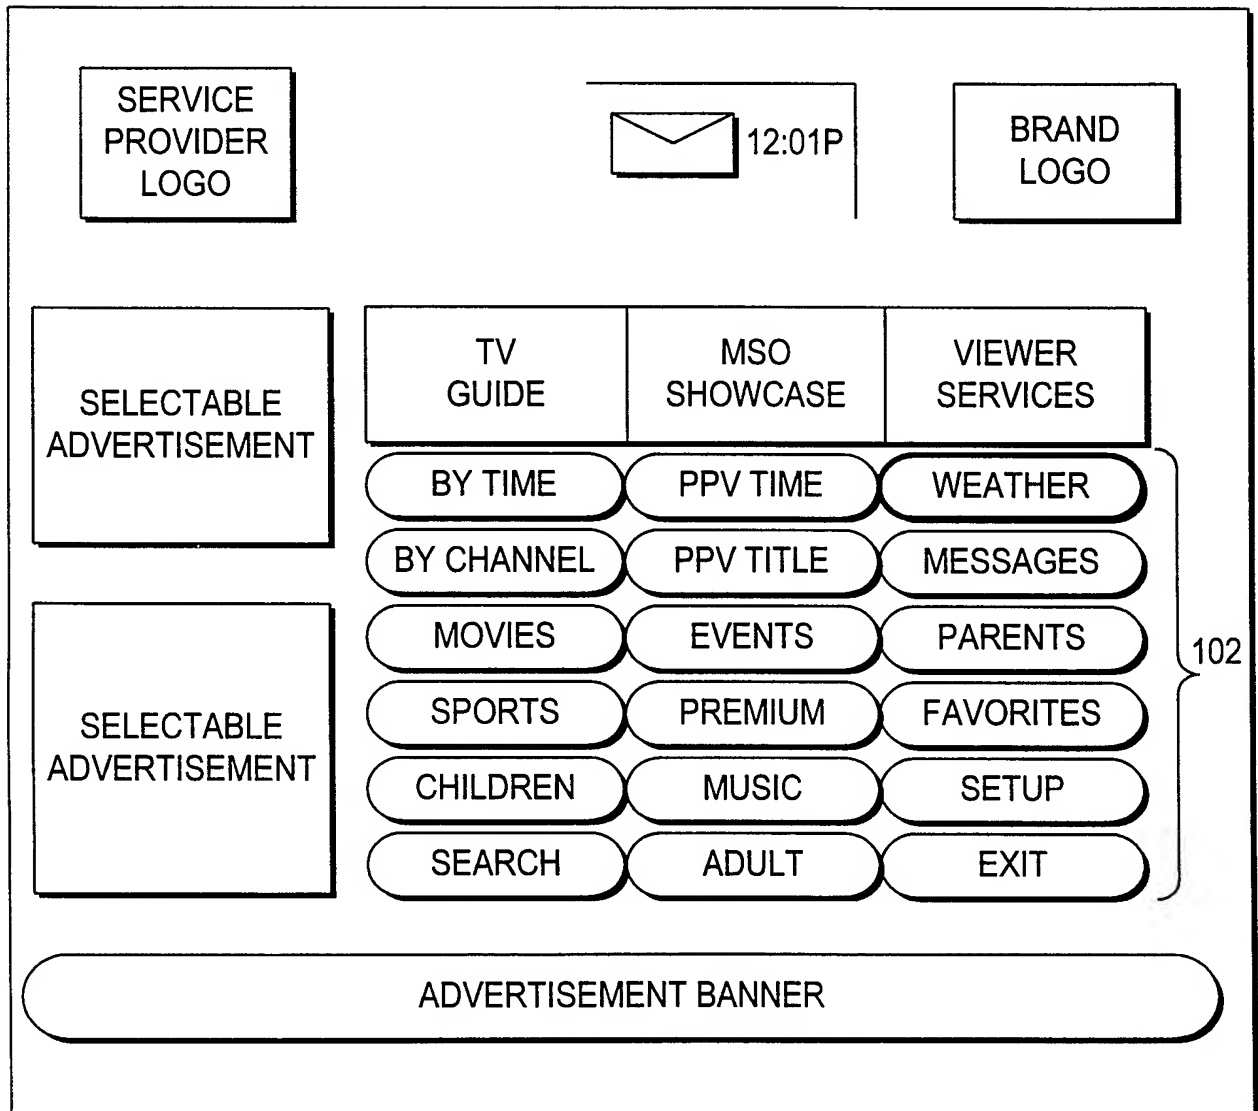 SERVICE
PROVIDER
LOGO
12:01P
BRAND
LOGO
SELECTABLE
ADVERTISEMENT
SELECTABLE
ADVERTISEMENT
TV
GUIDE
MSO
SHOWCASE
VIEWER
SERVICES
BY TIME
PPV TIME
WEATHER
BY CHANNEL
PPV TITLE
MESSAGES
MOVIES
EVENTS
PARENTS
SPORTS
PREMIUM
FAVORITES
CHILDREN
MUSIC
SETUP
SEARCH
ADULT
EXIT
102
ADVERTISEMENT BANNER